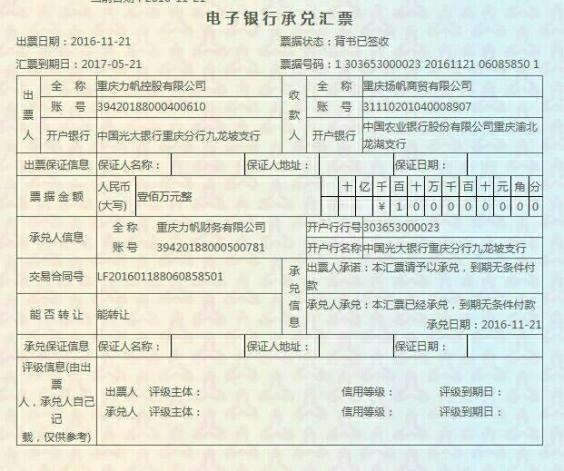 当前日期：2016-11-21
电子银行承兑汇票
出票日期：2016-11-21 票据状态：背书已签收
汇票到期日：2017-05-21 票据号码：1 303653000023 20161121 06085850 1
出票人 全 称 重庆力帆控股有限公司 收款人 全 称 重庆扬帆商贸有限公司
账 号 39420188000400610 账 号 31110201040008907
开户银行 中国光大银行重庆分行九龙坡支行 开户银行 中国农业银行股份有限公司重庆渝北
龙湖支行
出票保证信息 保证人名称： 保证人地址： 保证日期：
票据金额 人民币 壹佰万元整 十 亿 千 百 十 万 千 百 十 元 角 分
(大写) ￥ 1 0 0 0 0 0 0 0 0
承兑人信息 全 称 重庆力帆财务有限公司 开户行行号 303653000023
账 号 39420188000500781 开户行名称 中国光大银行重庆分行九龙坡支行
交易合同号 LF201601188060858501 承兑信息 出票人承诺：本汇票请予以承兑，到期无条件付
款
能否转让 能转让 承兑人承兑：本汇票已经承兑，到期无条件付款
承兑日期：2016-11-21
承兑保证信息 保证人名称： 保证人地址： 保证日期：
评级信息(由出
票
人，承兑人自己
记
载，仅供参考)
出票人 评级主体： 信用等级： 评级到期日：
承兑人 评级主体： 信用等级： 评级到期日：